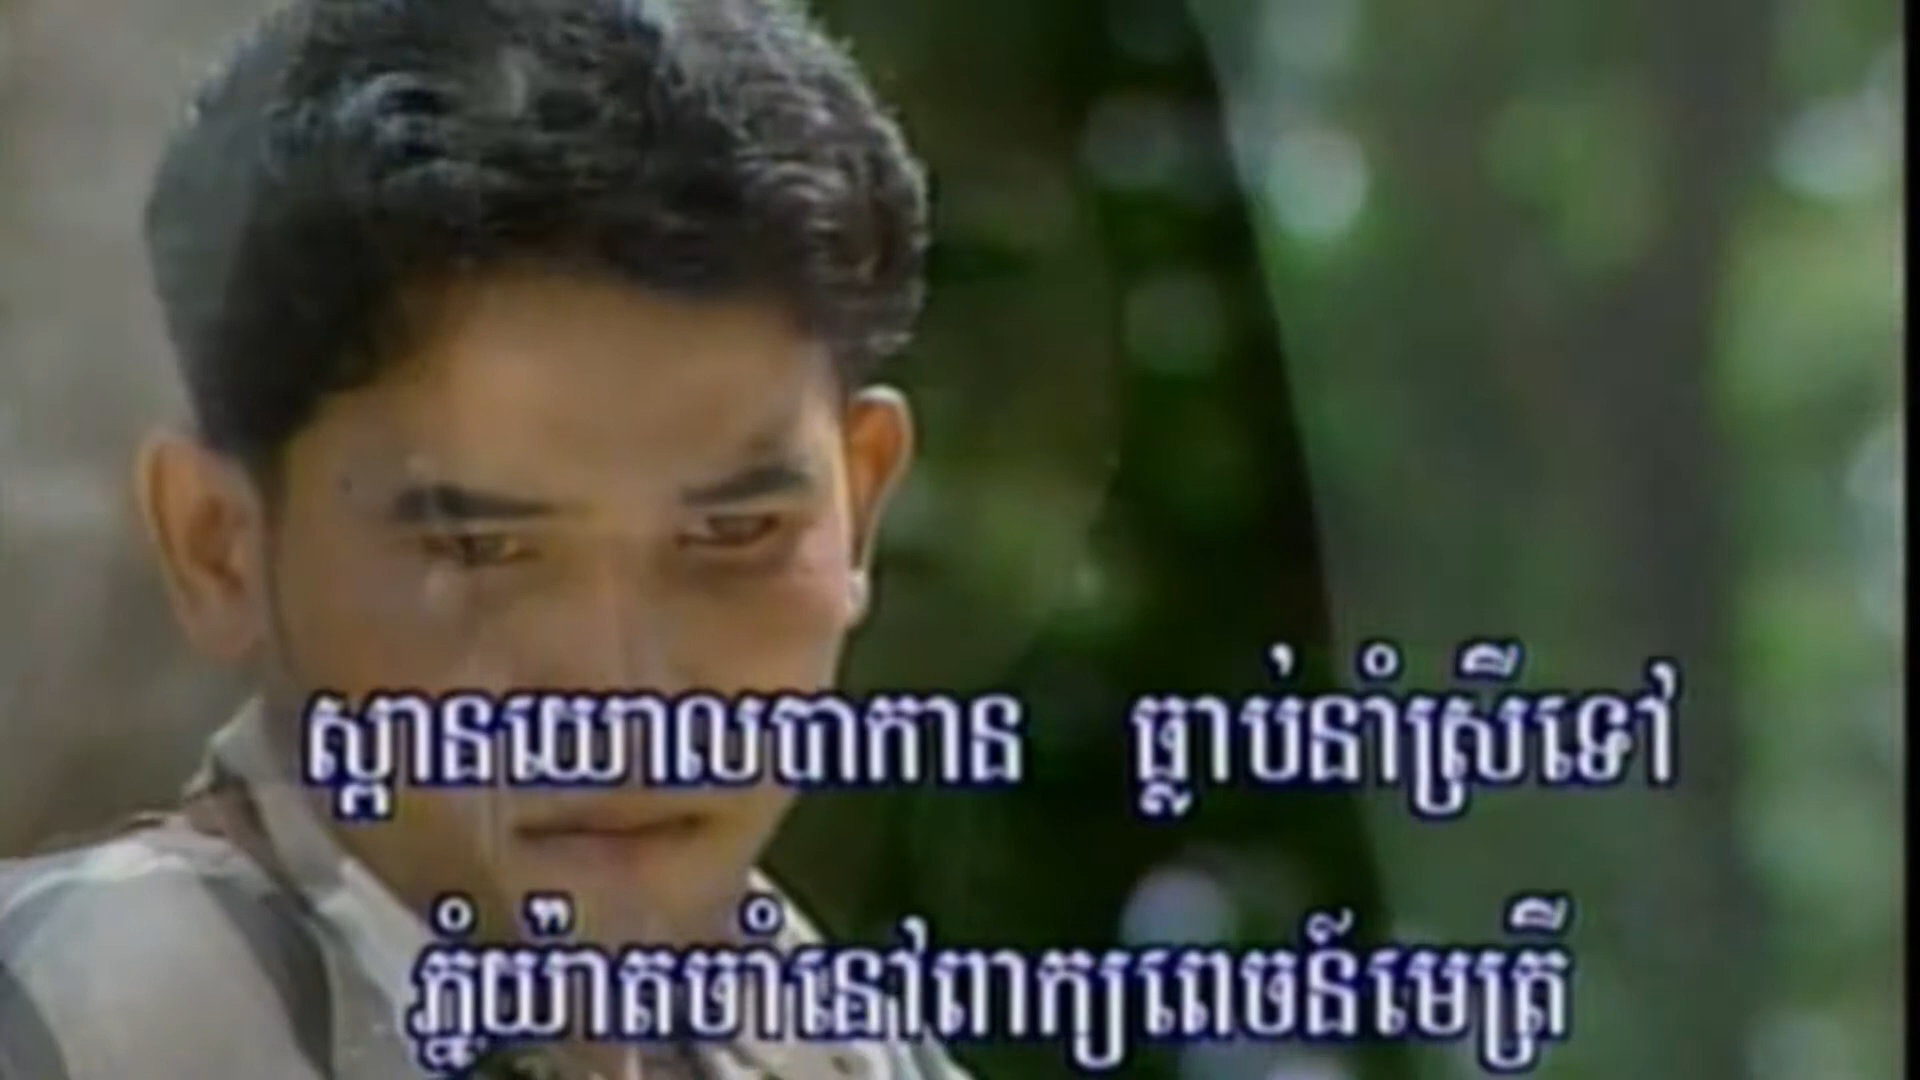 ស្ពានយោលបាកាន ធ្លាប់នាំស្រីទៅ
ភ្នំយ៉ាតចាំនៅពាក្យពេចន៍មេត្រី